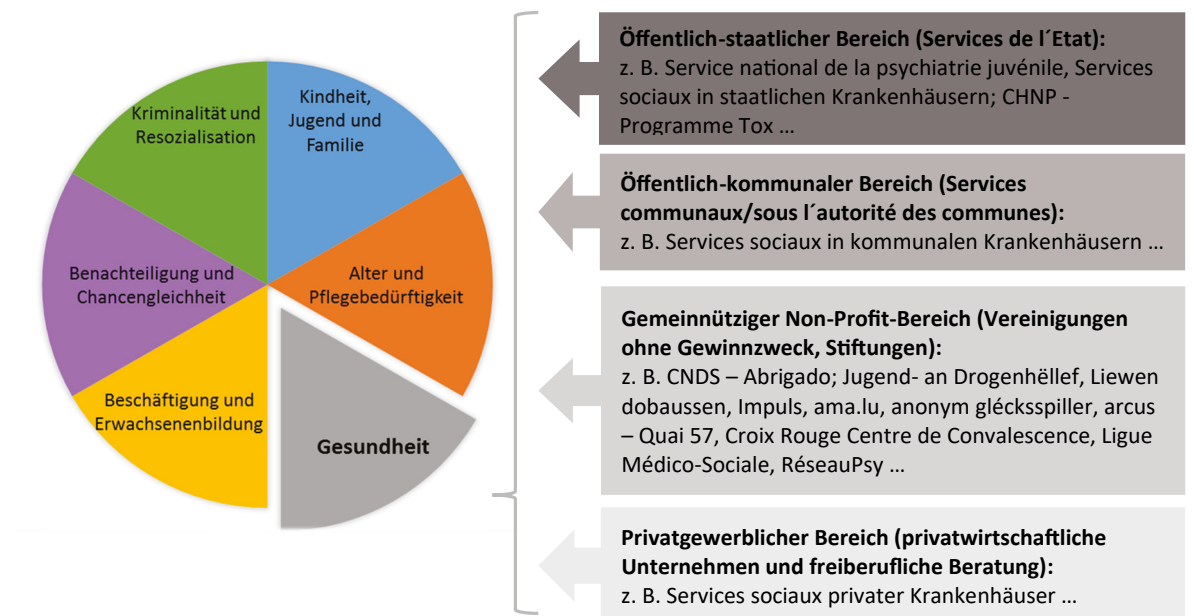 Kriminalität und
Resozialisation
Kindheit,
Jugend und
Familie
Benachteiligung und
Chancengleichheit
Alter und
Pflegebedürftigkeit
Beschäftigung und
Erwachsenenbildung
Gesundheit
Öffentlich-staatlicher Bereich (Services de l´Etat):
z. B. Service national de la psychiatrie juvénile, Services
sociaux in staatlichen Krankenhäusern; CHNP -
Programme Tox ...
Öffentlich-kommunaler Bereich (Services
communaux/sous l´autorité des communes):
z. B. Services sociaux in kommunalen Krankenhäusern ...
Gemeinnütziger Non-Profit-Bereich (Vereinigungen
ohne Gewinnzweck, Stiftungen):
z. B. CNDS – Abrigado; Jugend- an Drogenhëllef, Liewen
dobaussen, Impuls, ama.lu, anonym glécksspiller, arcus
– Quai 57, Croix Rouge Centre de Convalescence, Ligue
Médico-Sociale, RéseauPsy ...
Privatgewerblicher Bereich (privatwirtschaftliche
Unternehmen und freiberufliche Beratung):
z. B. Services sociaux privater Krankenhäuser ...